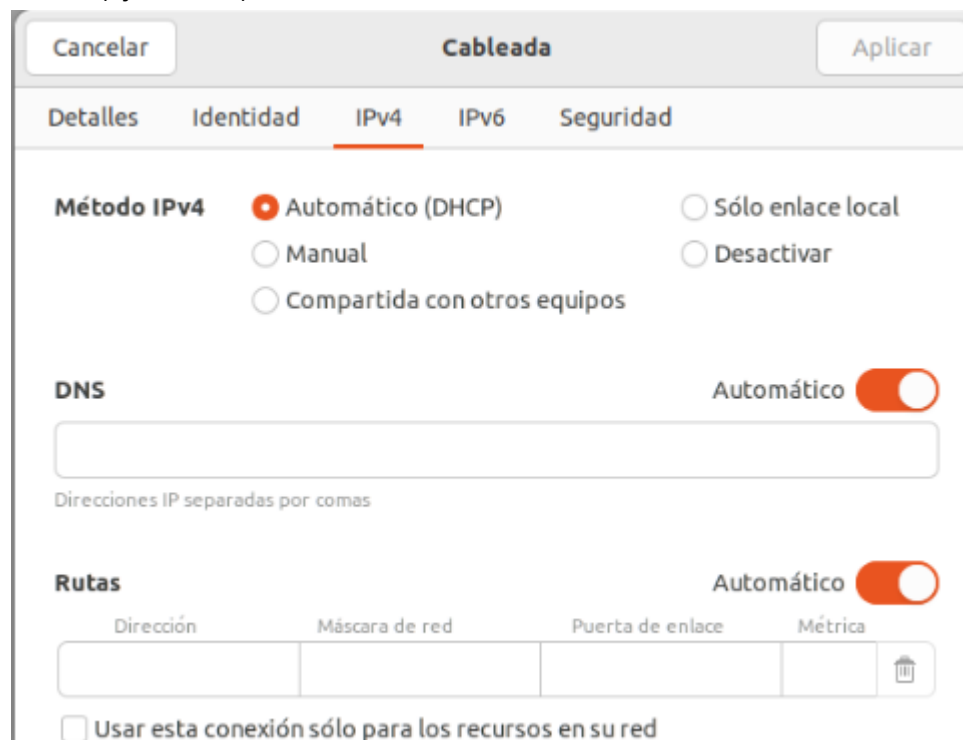 Cancelar Cableada Aplicar
Detalles Identidad IPv4 IPv6 Seguridad
Método IPv4 Automático (DHCP) Sólo enlace local
Manual Desactivar
Compartida con otros equipos
DNS Automático
Direcciones IP separadas por comas
Rutas Automático
Dirección Máscara de red Puerta de enlace Métrica
Usar esta conexión sólo para los recursos en su red